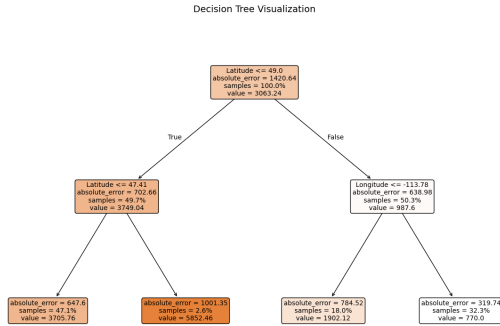 Decision Tree Visualization
Latitude <= 49.0
absolute_error = 1420.64
samples = 100.0%
value = 3063.24
True
False
Latitude <= 47.41
absolute_error = 702.66
samples = 49.7%
value = 3749.04
Longitude <= -113.78
absolute_error = 638.98
samples = 50.3%
value = 987.6
absolute_error = 647.6
samples = 47.1%
value = 3705.76
absolute_error = 1001.39
samples = 2.6%
value = 5852.46
absolute_error = 784.52
samples = 18.0%
value = 1902.12
absolute_error = 319.74
samples = 32.3%
value = 770.0